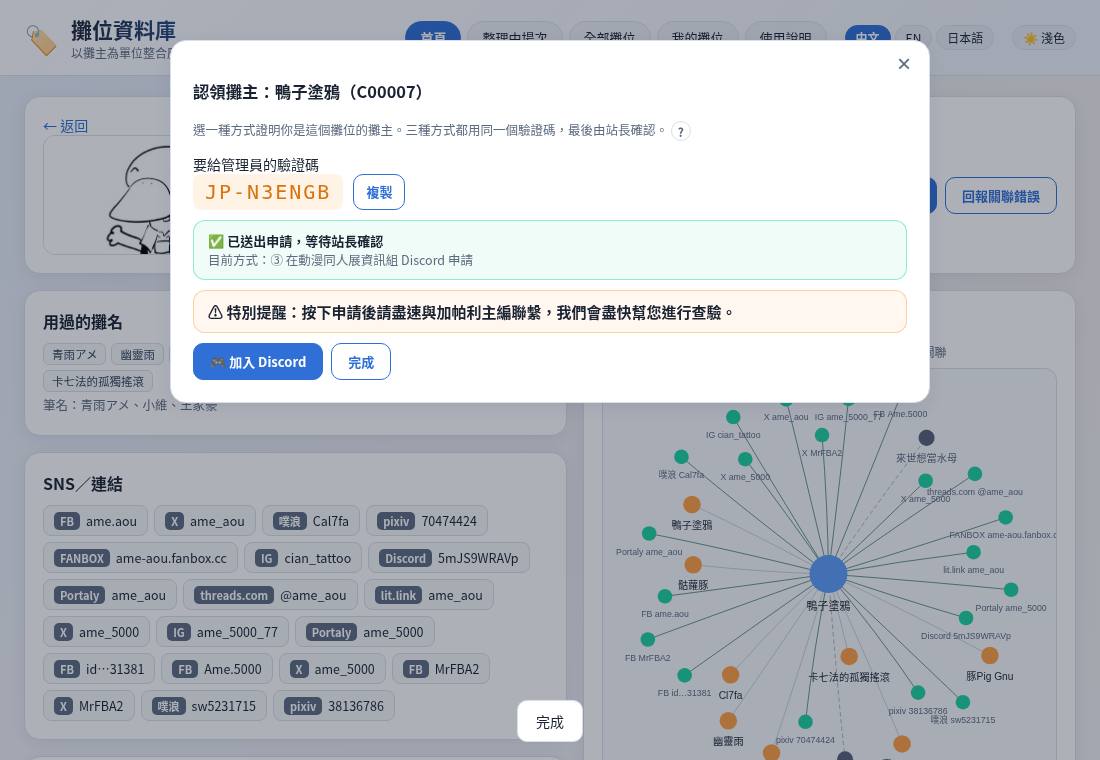 攤位資料庫
以攤主為單位整合
首頁
整理中場次
全部攤位
我的攤位
使用說明
中文
EN
日本語
☀️ 淺色
✕
認領攤主：鴨子塗鴉（C00007）
選一種方式證明你是這個攤位的攤主。三種方式都用同一個驗證碼，最後由站長確認。 ?
要給管理員的驗證碼
JP-N3ENGB
複製
✅ 已送出申請，等待站長確認
目前方式：③ 在動漫同人展資訊組 Discord 申請
⚠ 特別提醒：按下申請後請盡速與加帕利主編聯繫，我們會盡快幫您進行查驗。
🎮 加入 Discord
完成
← 返回
回報關聯錯誤
用過的攤名
青雨アメ
幽靈雨
卡七法的孤獨搖滾
筆名：青雨アメ、小維、王家豪
SNS／連結
FB ame.aou
X ame_aou
噗浪 Cal7fa
pixiv 70474424
FANBOX ame-aou.fanbox.cc
IG cian_tattoo
Discord 5mJS9WRAVp
Portaly ame_aou
threads.com @ame_aou
lit.link ame_aou
X ame_5000
IG ame_5000_77
Portaly ame_5000
FB id…31381
FB Ame.5000
X ame_5000
FB MrFBA2
X MrFBA2
噗浪 sw5231715
pixiv 38136786
完成
關聯
X ame_aou
IG ame_5000_77
FB Ame.5000
IG cian_tattoo
X MrFBA2
來世想當水母
噗浪 Cal7fa
X ame_5000
threads.com @ame_aou
X ame_5000
鴨子塗鴉
FANBOX ame-aou.fanbox.c
Portaly ame_aou
lit.link ame_aou
骷蘿豚
鴨子塗鴉
Portaly ame_5000
FB ame.aou
Discord 5mJS9WRAVp
FB MrFBA2
卡七法的孤獨搖滾
豚Pig Gnu
FB id…31381
Cl7fa
pixiv 38136786
噗浪 sw5231715
幽靈雨
pixiv 70474424